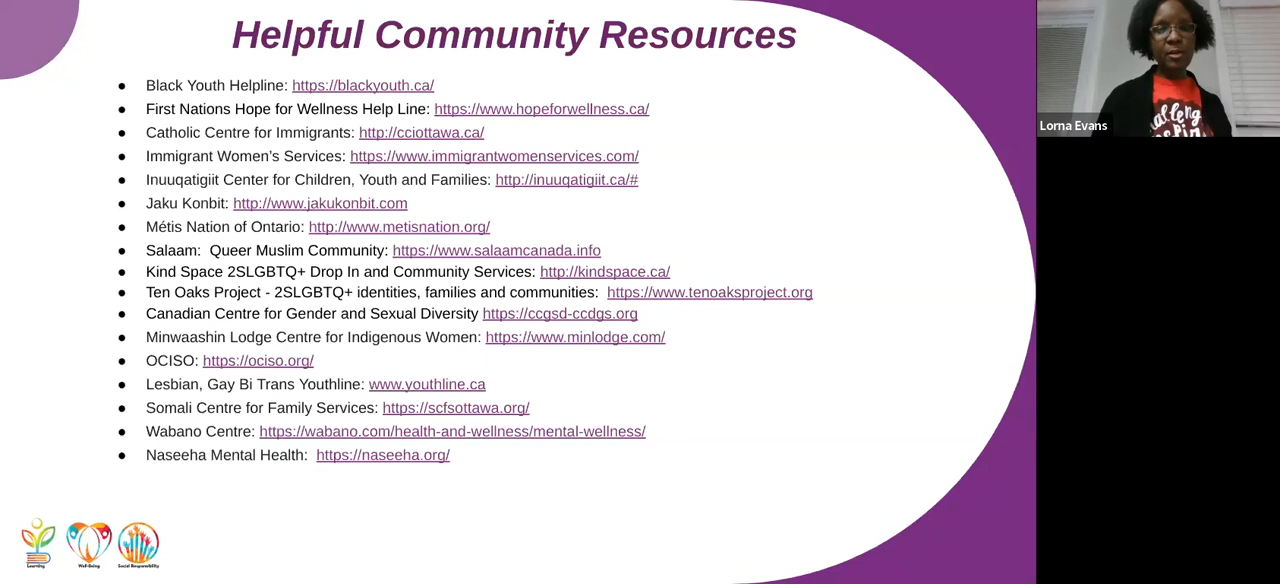 Helpful Community Resources
● Black Youth Helpline: https://blackyouth.ca/
● First Nations Hope for Wellness Help Line: https://www.hopeforwellness.ca/
● Catholic Centre for Immigrants: http://cciottawa.ca/
● Immigrant Women's Services: https://www.immigrantwomenservices.com/
● Inuuqatigiit Center for Children, Youth and Families: http://inuuqatigiit.ca/#
● Jaku Konbit: http://www.jakukonbit.com
● Métis Nation of Ontario: http://www.metisnation.org/
● Salaam:  Queer Muslim Community: https://www.salaamcanada.info
● Kind Space 2SLGBTQ+ Drop In and Community Services: http://kindspace.ca/
● Ten Oaks Project - 2SLGBTQ+ identities, families and communities:  https://www.tenoaksproject.org
● Canadian Centre for Gender and Sexual Diversity https://ccgsd-ccdgs.org
● Minwaashin Lodge Centre for Indigenous Women: https://www.minlodge.com/
● OCISO: https://ociso.org/
● Lesbian, Gay Bi Trans Youthline: www.youthline.ca
● Somali Centre for Family Services: https://scfsottawa.org/
● Wabano Centre: https://wabano.com/health-and-wellness/mental-wellness/
● Naseeha Mental Health:  https://naseeha.org/
Learning
Well-Being
Social Responsibility
Lorna Evans